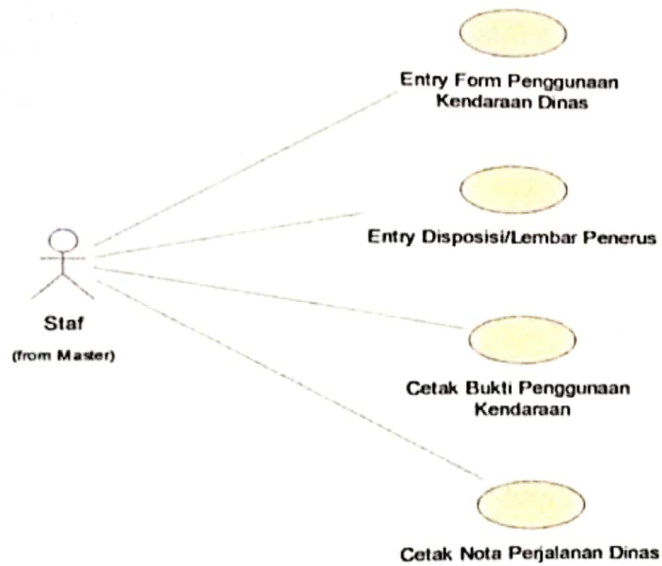 Entry Form Penggunaan
Kendaraan Dinas
Entry Disposisi/Lembar Penerus
Staf
(from Master)
Cetak Bukti Penggunaan
Kendaraan
Cetak Nota Perjalanan Dinas